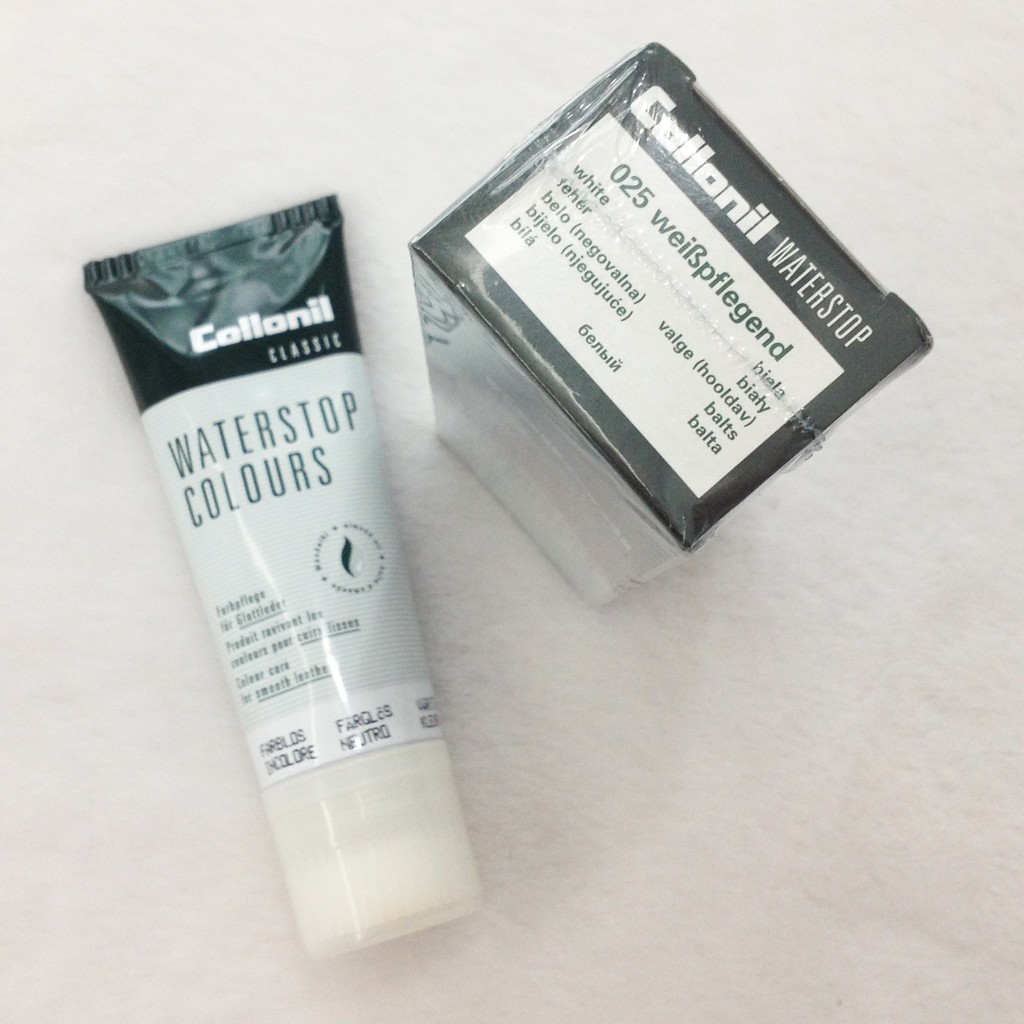 Collonil
CLASSIC
WATERSTOP
COLOURS
Farbpflege
für Glattleder
Produit ravivant les
couleurs pour cuirs lisses
Colour care
for smooth leather
FARBLOS
INCOLORE
FÄRGLÖS
NEUTRO
Collonil WATERSTOP
025 weißpflegend
white
fehér
belo (negovalna)
bijelo (njegujuće)
bílá
белый
biela
biały
valge (hooldav)
balts
balta